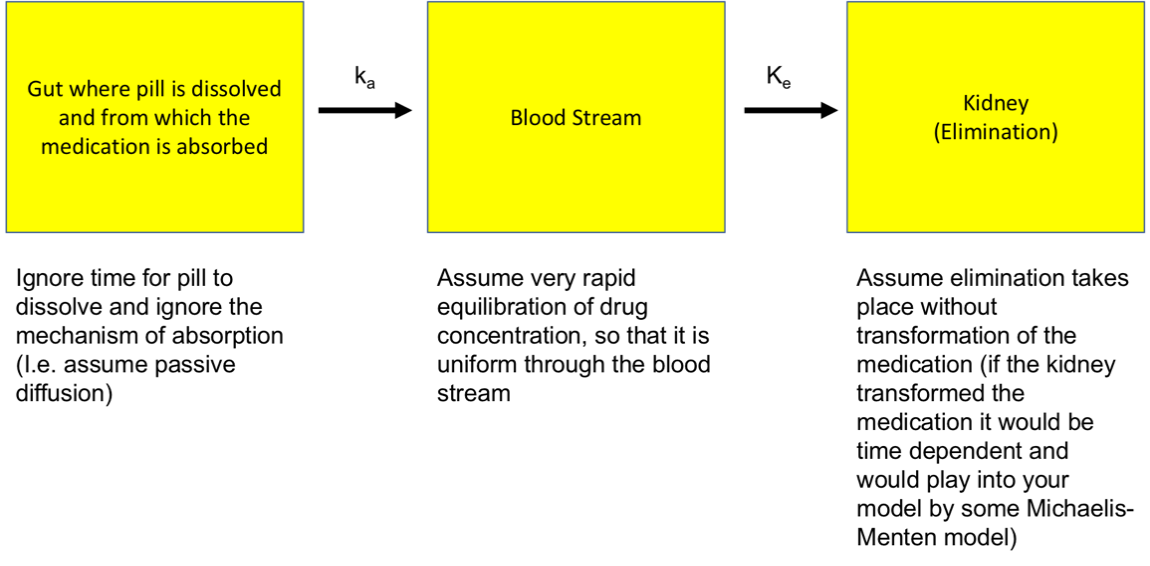 Gut where pill is dissolved
and from which the
medication is absorbed
kₐ
Blood Stream
Kₑ
Kidney
(Elimination)
Ignore time for pill to
dissolve and ignore the
mechanism of absorption
(I.e. assume passive
diffusion)
Assume very rapid
equilibration of drug
concentration, so that it is
uniform through the blood
stream
Assume elimination takes
place without
transformation of the
medication (if the kidney
transformed the
medication it would be
time dependent and
would play into your
model by some Michaelis-
Menten model)